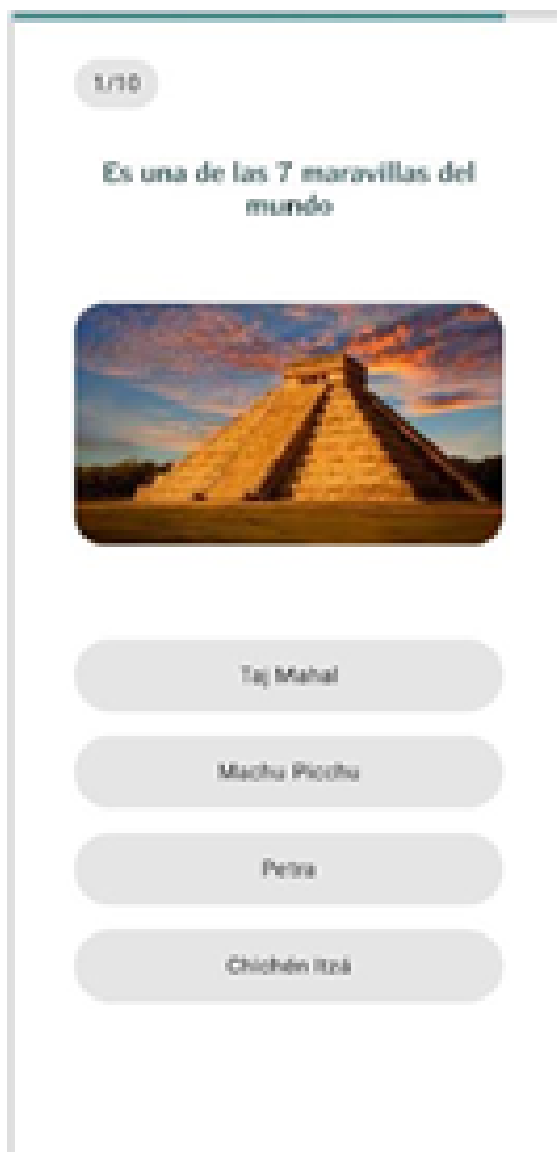 1/10
Es una de las 7 maravillas del
mundo
Taj Mahal
Machu Picchu
Petra
Chichén Itzá